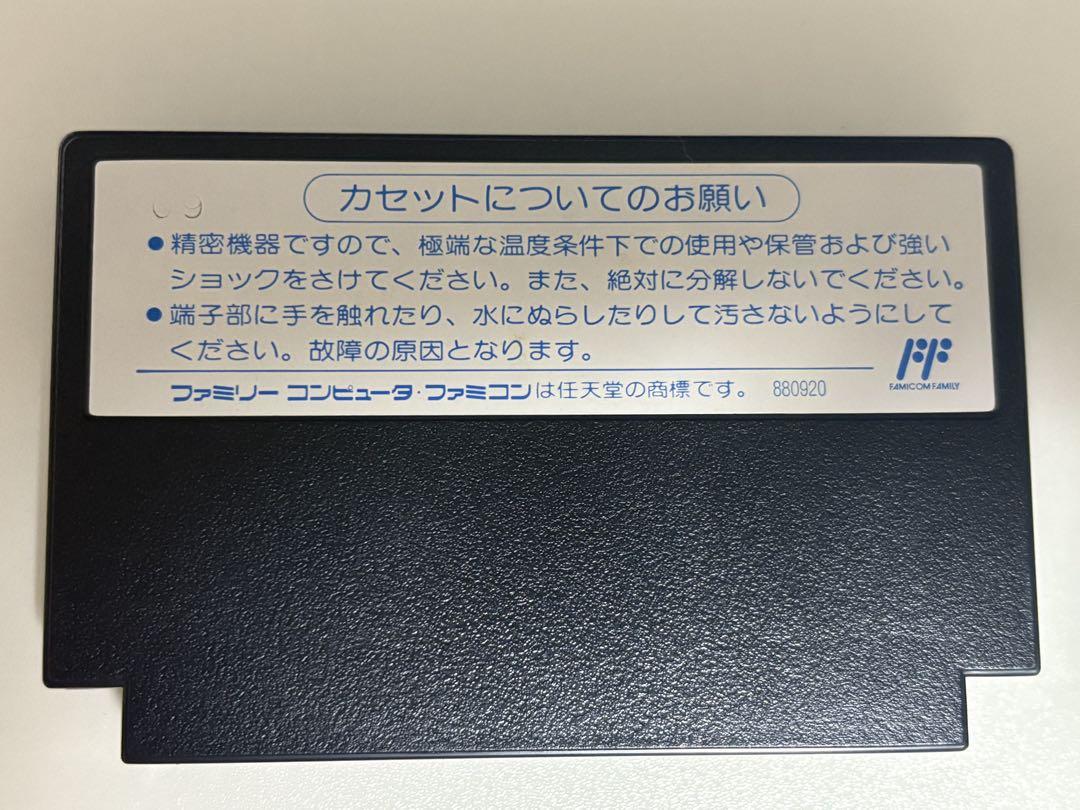 カセットについてのお願い
09
●精密機器ですので、極端な温度条件下での使用や保管および強い
ショックをさけてください。また、絶対に分解しないでください。
●端子部に手を触れたり、水にぬらしたりして汚さないようにして
ください。故障の原因となります。
FAMICOM FAMILY
ファミリー コンピュータ・ファミコンは任天堂の商標です。 880920